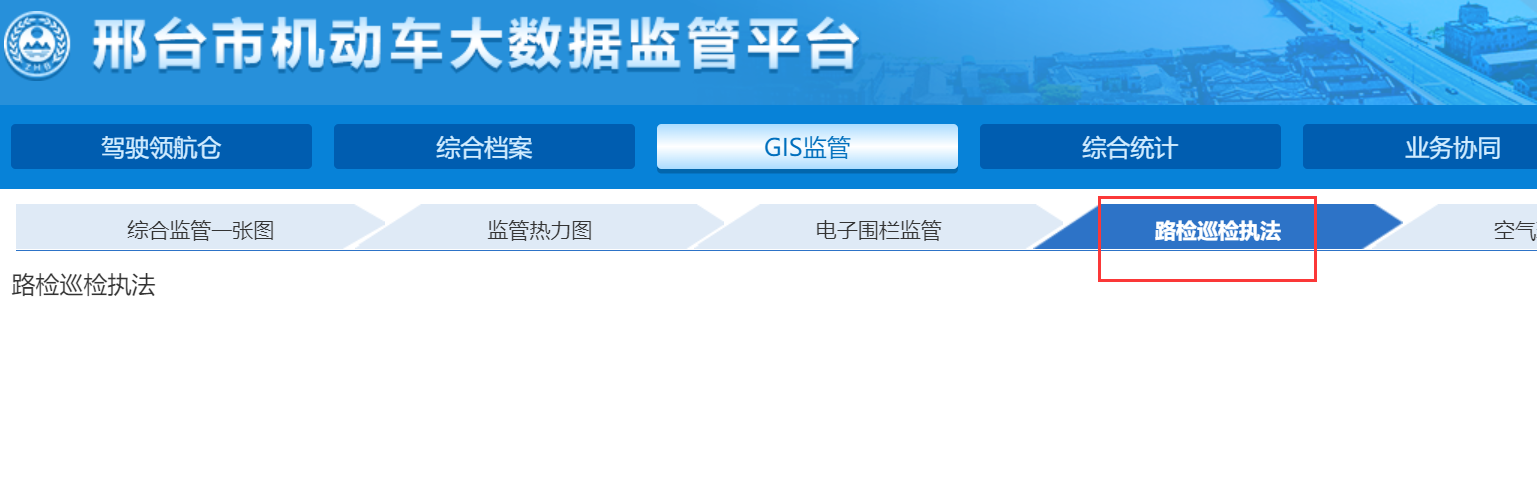 邢台市机动车大数据监管平台
ZHB
驾驶领航仓 综合档案 GIS监管 综合统计 业务协同
综合监管一张图 监管热力图 电子围栏监管 路检巡检执法 空气
路检巡检执法